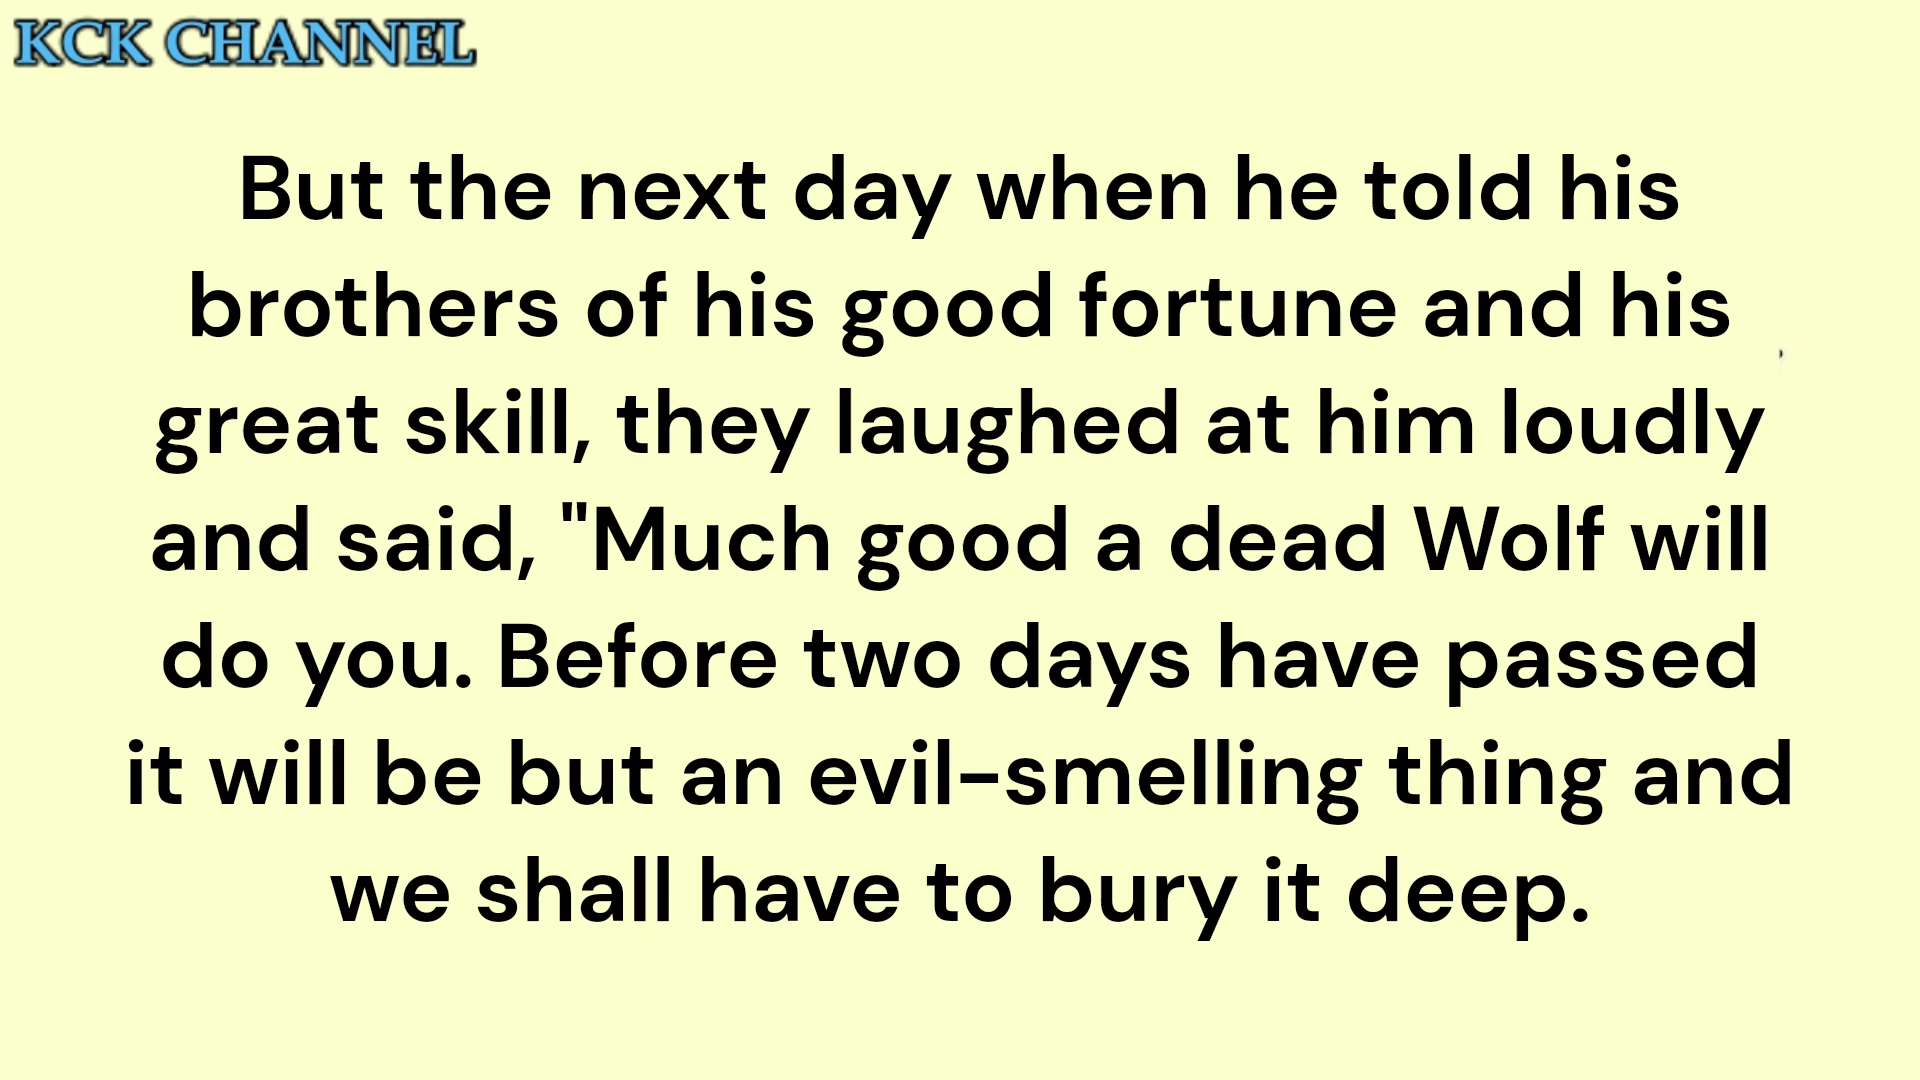 KCK CHANNEL
But the next day when he told his
brothers of his good fortune and his
great skill, they laughed at him loudly
and said, "Much good a dead Wolf will
do you. Before two days have passed
it will be but an evil-smelling thing and
we shall have to bury it deep.